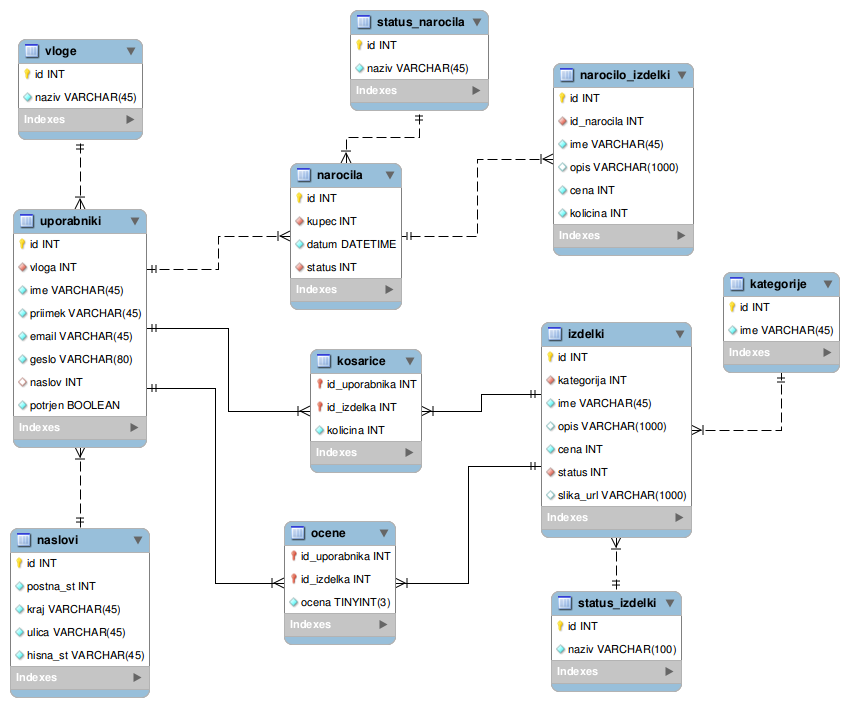 vloge
id INT
naziv VARCHAR(45)
Indexes
status_narocila
id INT
naziv VARCHAR(45)
Indexes
narocilo_izdelki
id INT
id_narocila INT
ime VARCHAR(45)
opis VARCHAR(1000)
cena INT
kolicina INT
Indexes
narocila
id INT
kupec INT
datum DATETIME
status INT
Indexes
uporabniki
id INT
vloga INT
ime VARCHAR(45)
priimek VARCHAR(45)
email VARCHAR(45)
geslo VARCHAR(80)
naslov INT
potrjen BOOLEAN
Indexes
kategorije
id INT
ime VARCHAR(45)
Indexes
kosarice
id_uporabnika INT
id_izdelka INT
kolicina INT
Indexes
izdelki
id INT
kategorija INT
ime VARCHAR(45)
opis VARCHAR(1000)
cena INT
status INT
slika_url VARCHAR(1000)
Indexes
naslovi
id INT
postna_st INT
kraj VARCHAR(45)
ulica VARCHAR(45)
hisna_st VARCHAR(45)
Indexes
ocene
id_uporabnika INT
id_izdelka INT
ocena TINYINT(3)
Indexes
status_izdelki
id INT
naziv VARCHAR(100)
Indexes